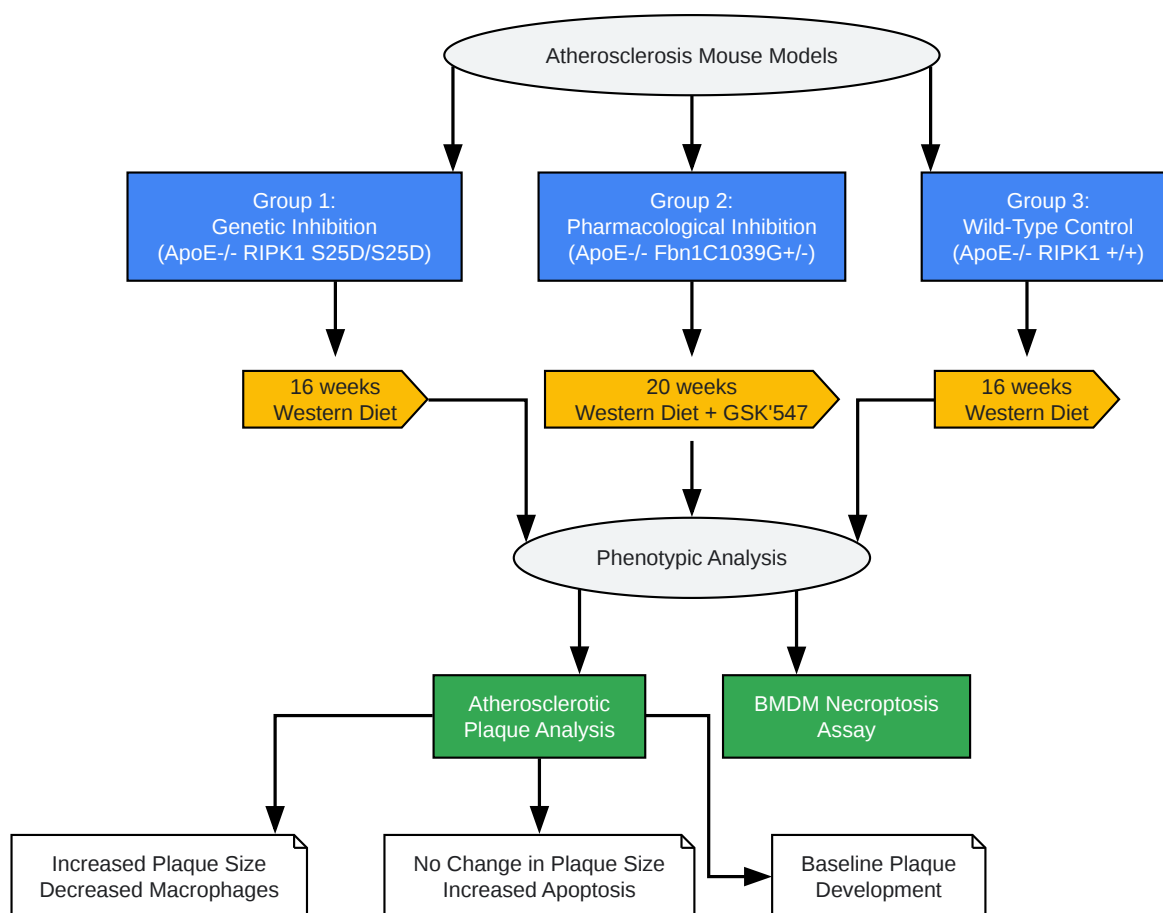 Atherosclerosis Mouse Models
Group 1:
Genetic Inhibition
(ApoE-/- RIPK1 S25D/S25D)
Group 2:
Pharmacological Inhibition
(ApoE-/- Fbn1C1039G+/-)
Group 3:
Wild-Type Control
(ApoE-/- RIPK1 +/+)
16 weeks
Western Diet
20 weeks
Western Diet + GSK'547
16 weeks
Western Diet
Phenotypic Analysis
Atherosclerotic
Plaque Analysis
BMDM Necroptosis
Assay
Increased Plaque Size
Decreased Macrophages
No Change in Plaque Size
Increased Apoptosis
Baseline Plaque
Development